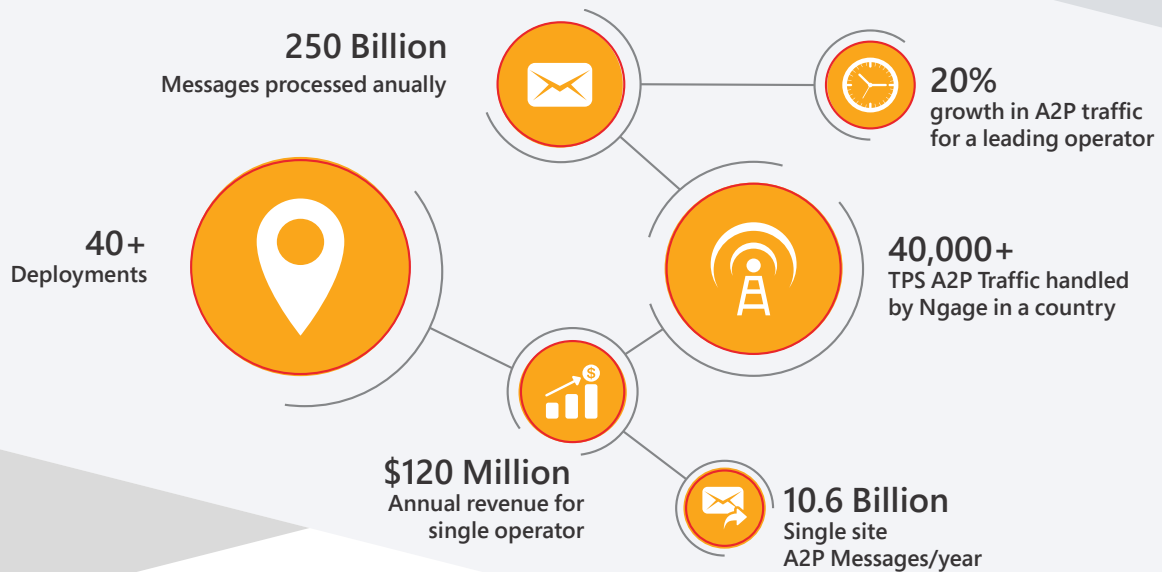 250 Billion
Messages processed anually
20%
growth in A2P traffic
for a leading operator
40+
Deployments
40,000+
TPS A2P Traffic handled
by Ngage in a country
$120 Million
Annual revenue for
single operator
10.6 Billion
Single site
A2P Messages/year
$